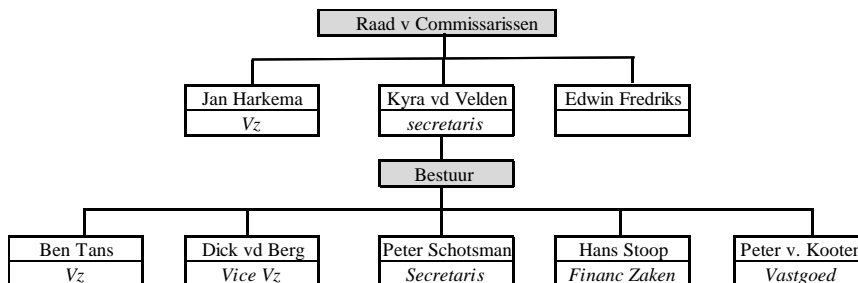 Raad v Commissarissen
Jan Harkema
Kyra vd Velden
Edwin Fredriks
Vz
secretaris
Bestuur
Ben Tans
Dick vd Berg
Peter Schotsman
Hans Stoop
Peter v. Kooten
Vz
Vice Vz
Secretaris
Financ Zaken
Vastgoed